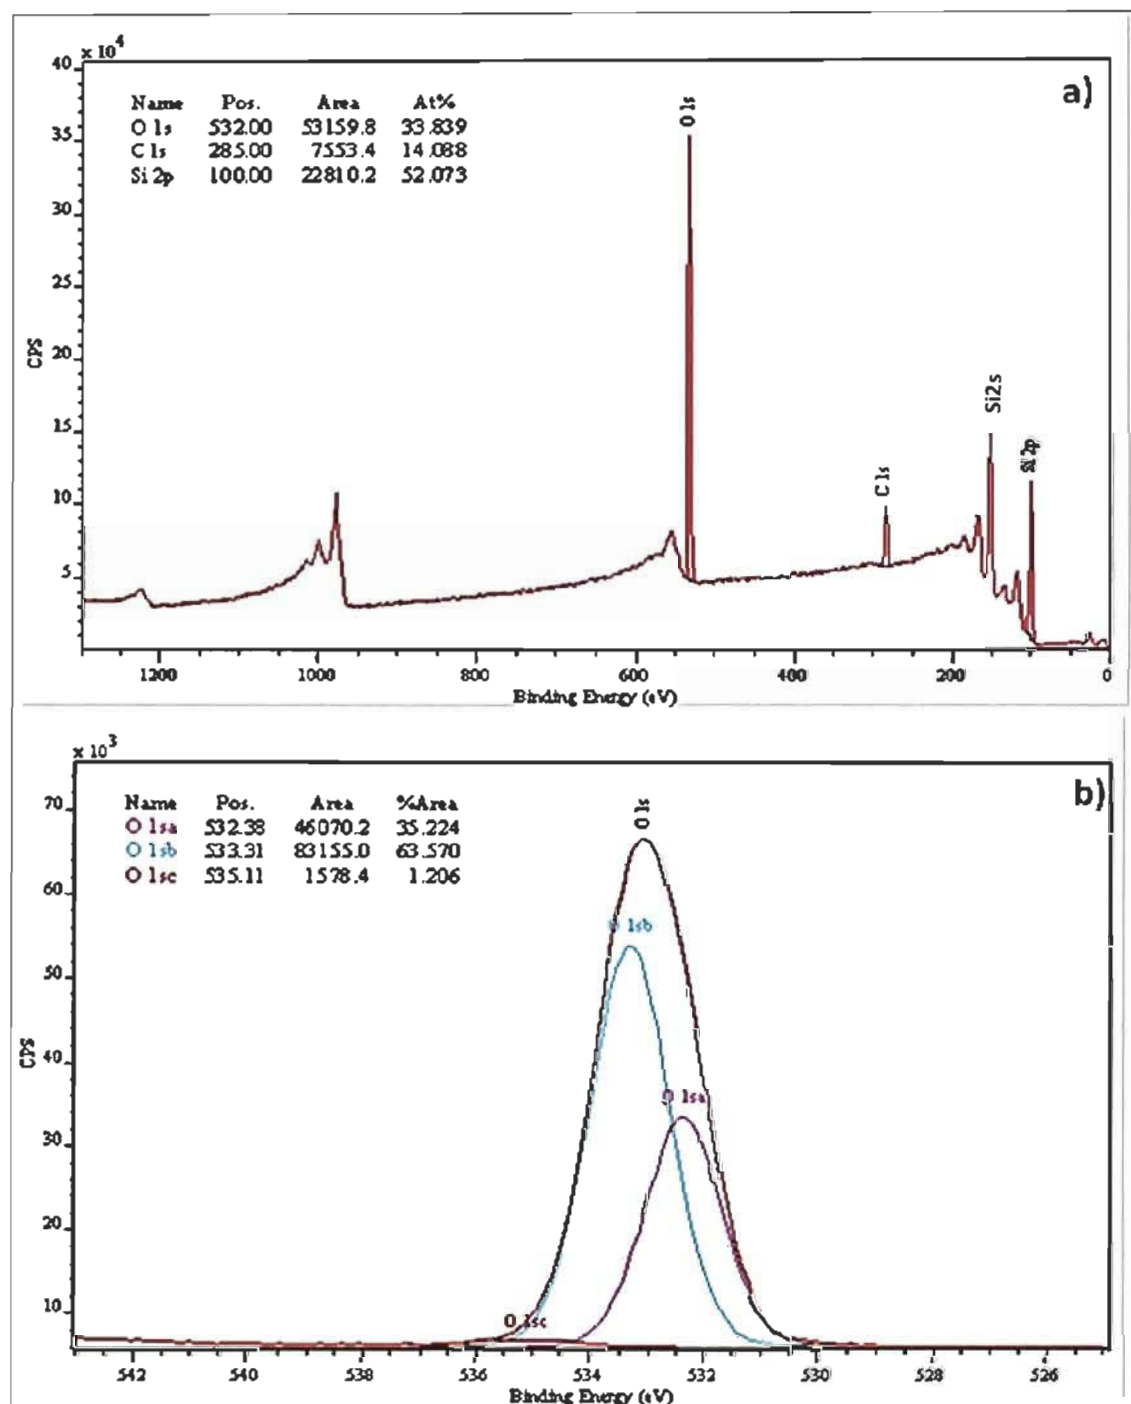 × 10⁴
a)
Name Pos. Area At%
O 1s 532.00 53159.8 33.839
C 1s 285.00 7553.4 14.088
Si 2p 100.00 22810.2 52.073
40
35
30
25
20
15
10
5
CPS
O 1s
C 1s
Si2s
Si 2p
1200 1000 800 600 400 200 0
Binding Energy (eV)
× 10³
b)
Name Pos. Area %Area
O 1sa 532.38 46070.2 35.224
O 1sb 533.31 83155.0 63.570
O 1sc 535.11 1578.4 1.206
70
60
50
40
30
20
10
CPS
O 1s
O 1sb
O 1sa
O 1sc
542 540 538 536 534 532 530 528 526
Binding Energy (eV)